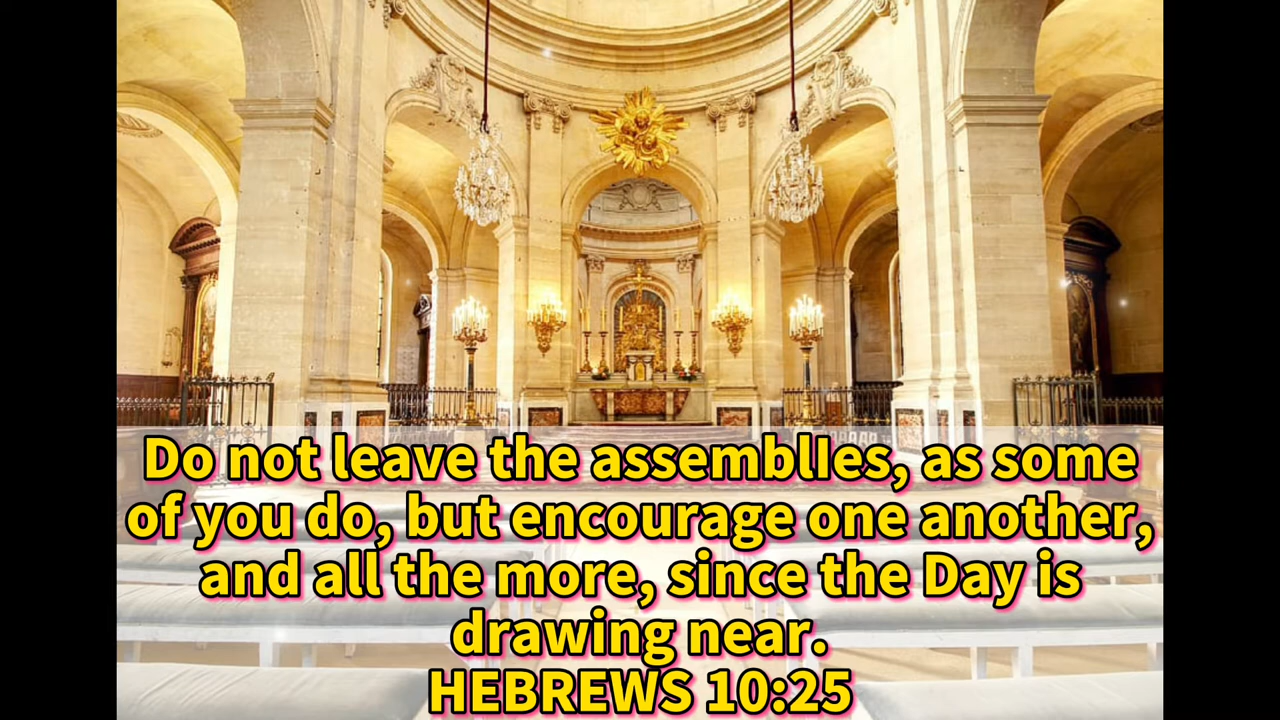 Do not leave the assemblIes, as some
of you do, but encourage one another,
and all the more, since the Day is
drawing near.
HEBREWS 10:25